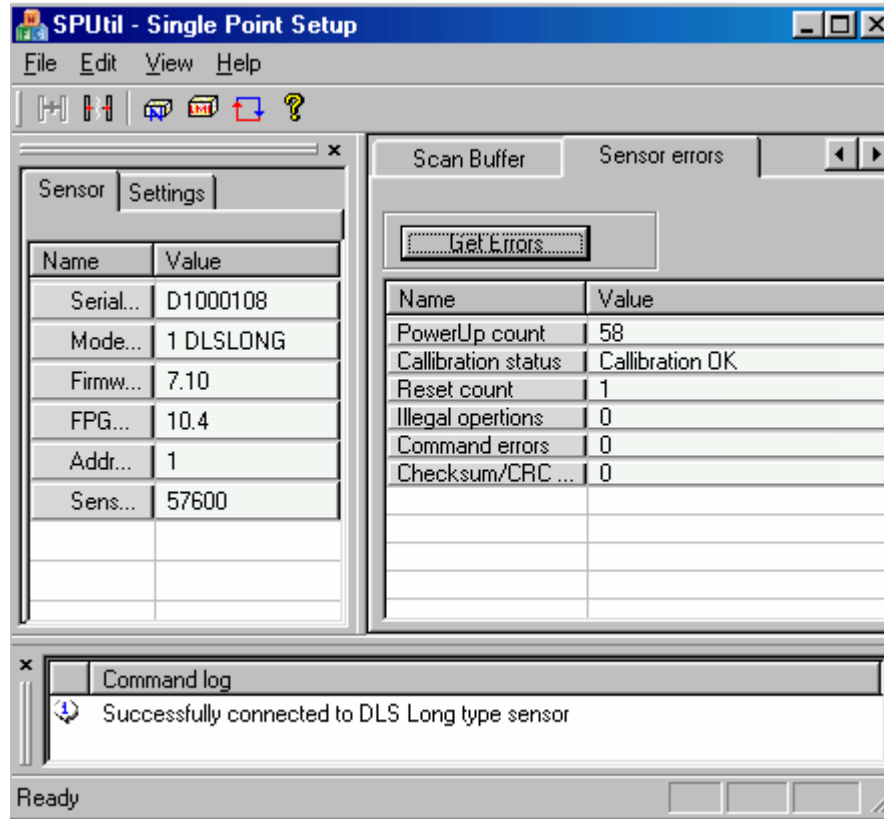 SPUtil - Single Point Setup
File Edit View Help
Sensor Settings
Name Value
Serial... D1000108
Mode... 1 DLSLONG
Firmw... 7.10
FPG... 10.4
Addr... 1
Sens... 57600
Scan Buffer Sensor errors
Get Errors
Name Value
PowerUp count 58
Callibration status Callibration OK
Reset count 1
Illegal opertions 0
Command errors 0
Checksum/CRC ... 0
Command log
Successfully connected to DLS Long type sensor
Ready